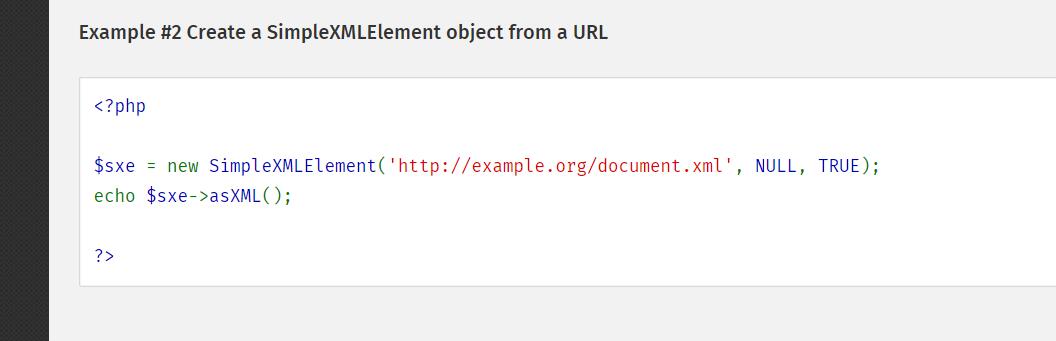 Example #2 Create a SimpleXMLElement object from a URL
<?php
$sxe = new SimpleXMLElement('http://example.org/document.xml', NULL, TRUE);
echo $sxe->asXML();
?>